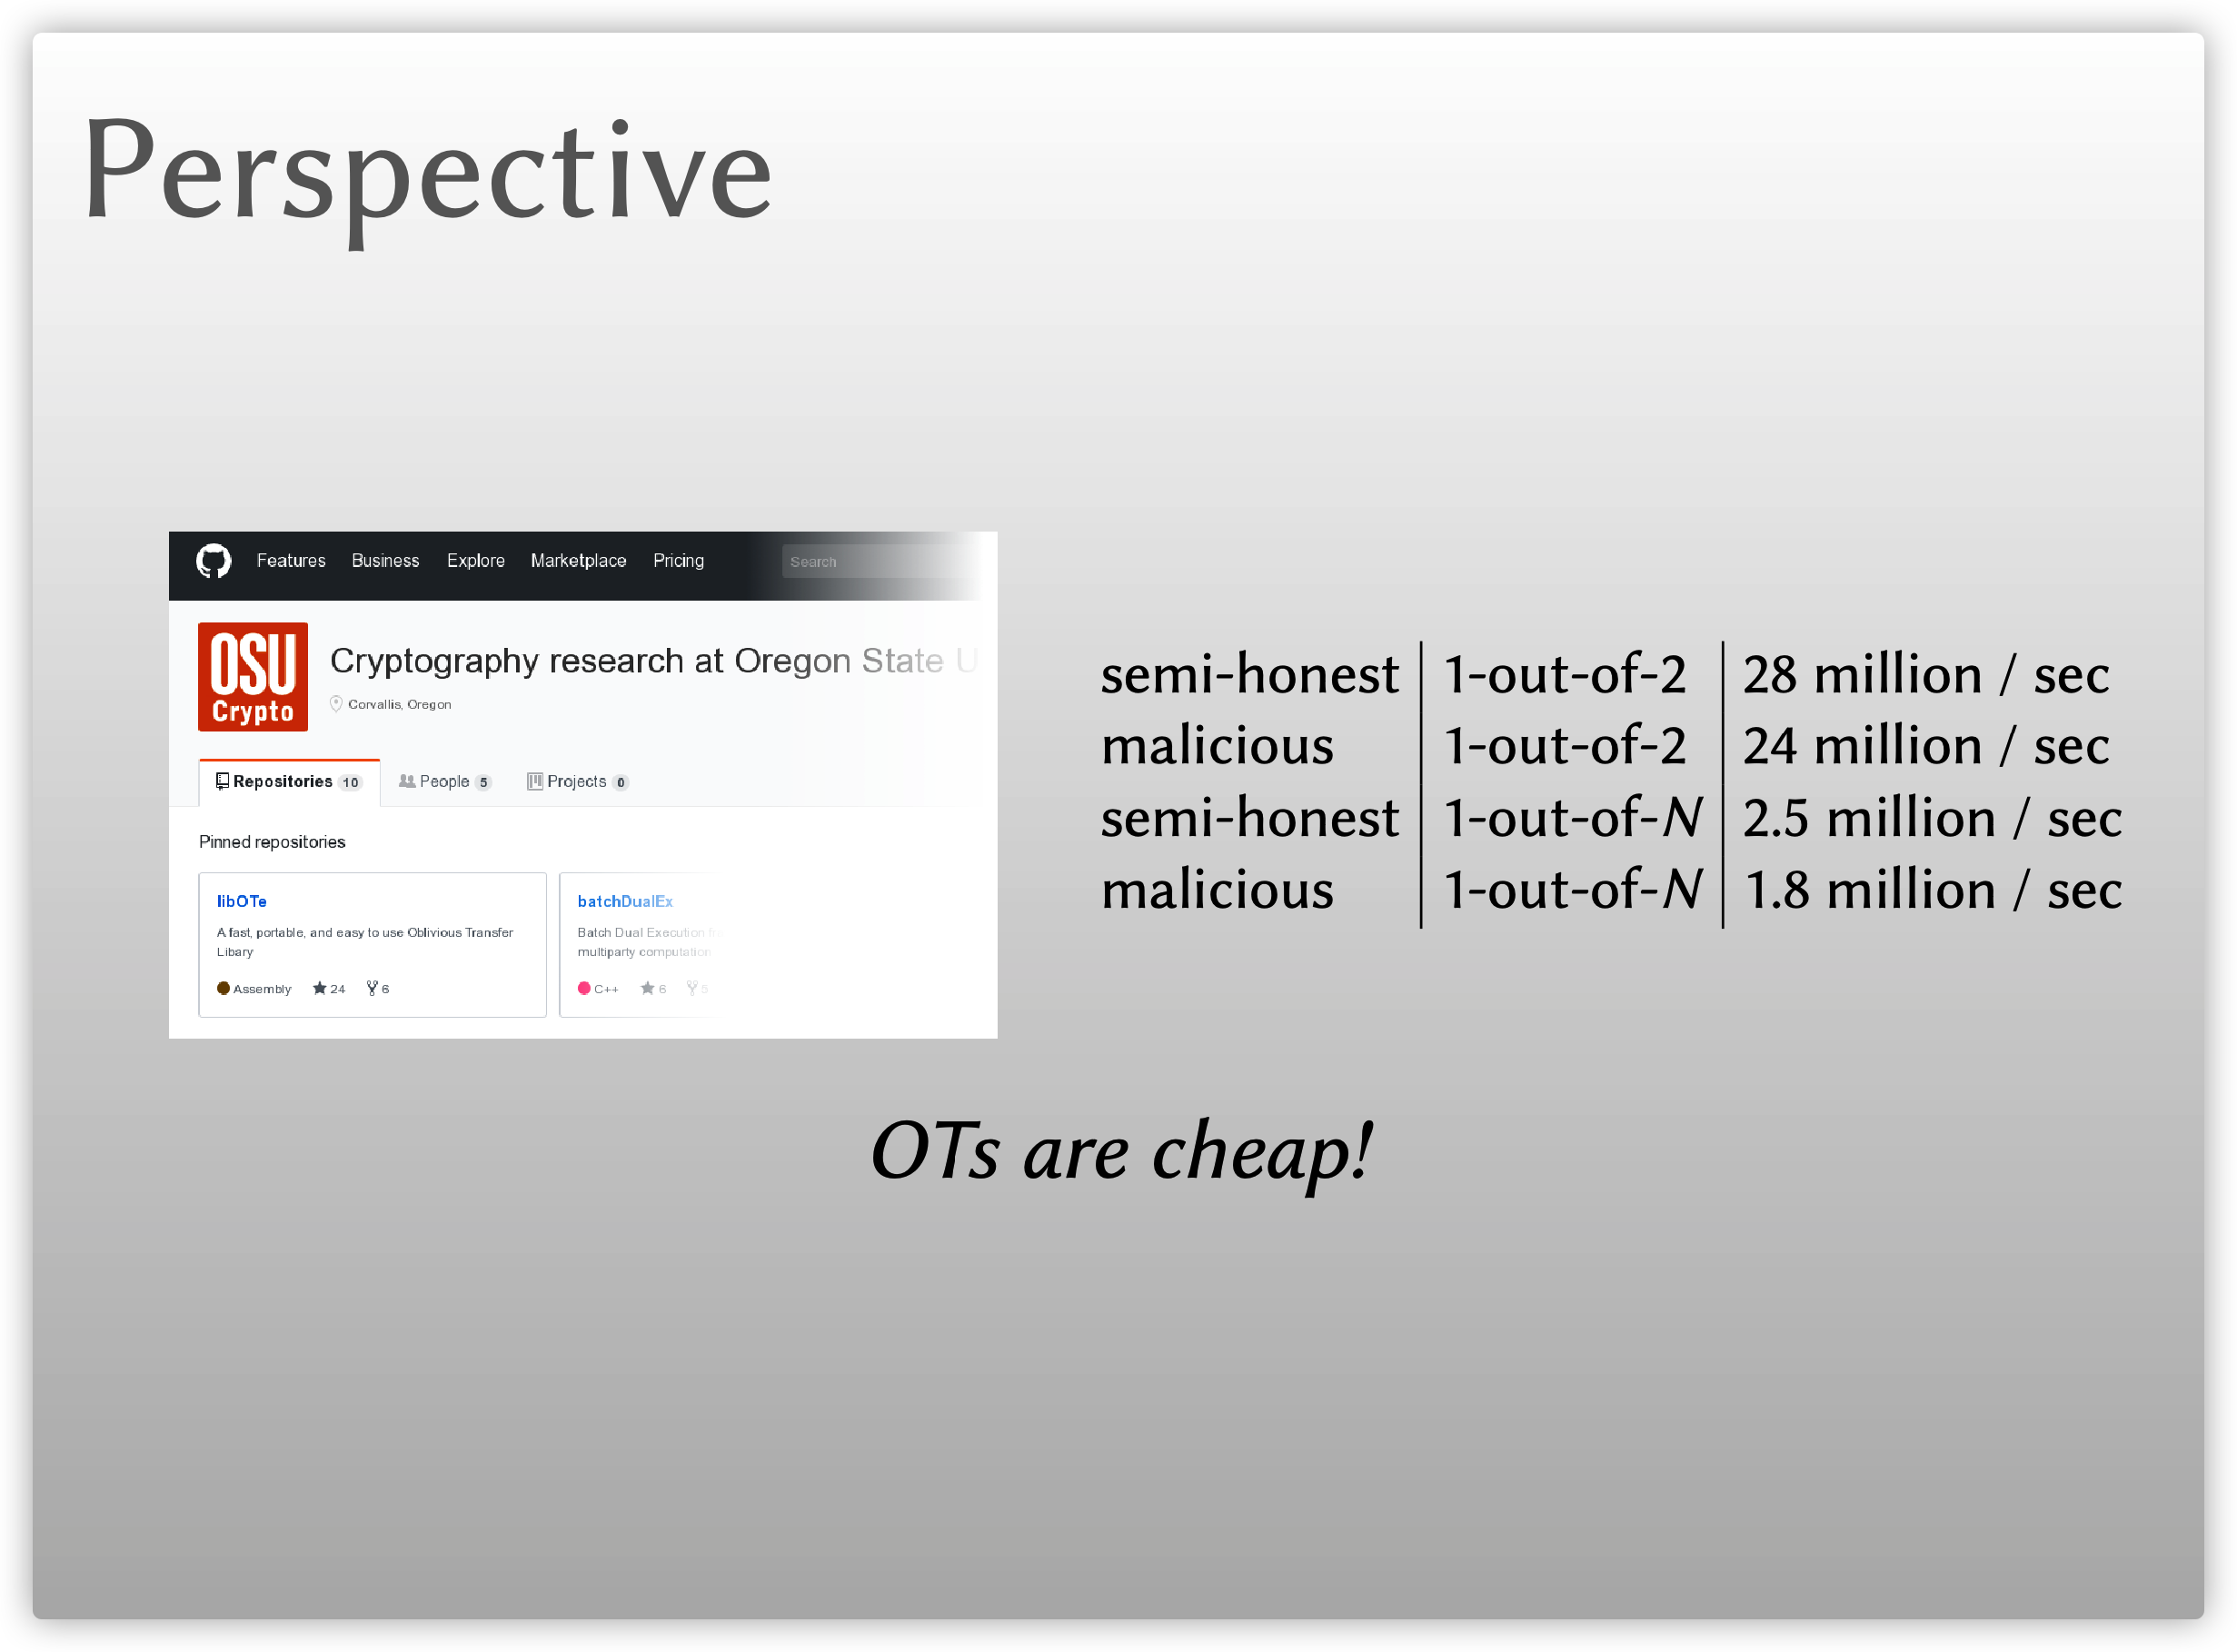 Perspective
Features Business Explore Marketplace Pricing Search
OSU
Crypto
Cryptography research at Oregon State U
Corvallis, Oregon
Repositories 10 People 5 Projects 0
Pinned repositories
libOTe
A fast, portable, and easy to use Oblivious Transfer
Libary
Assembly 24 6
batchDualEx
Batch Dual Execution
multiparty computation
C++ 6 5
semi-honest 1-out-of-2 28 million / sec
malicious 1-out-of-2 24 million / sec
semi-honest 1-out-of-N 2.5 million / sec
malicious 1-out-of-N 1.8 million / sec
OTs are cheap!